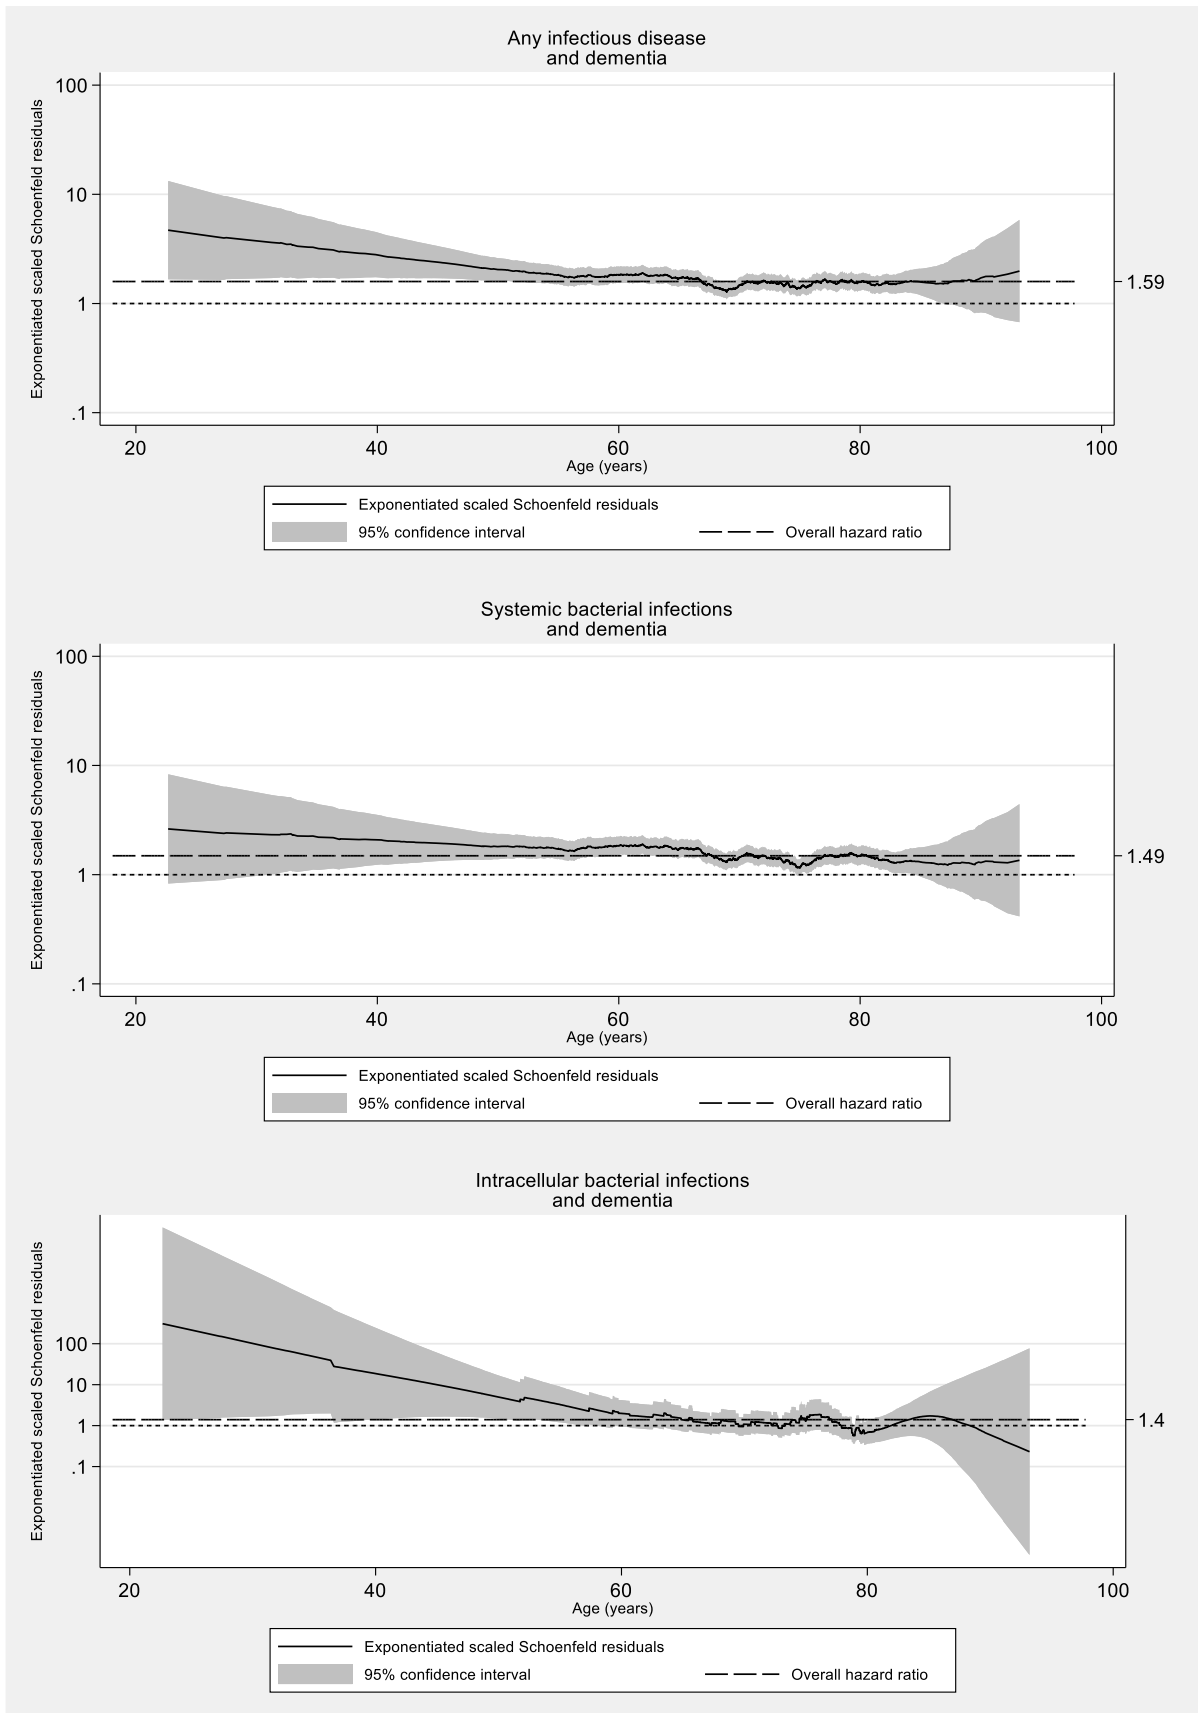 Any infectious disease
and dementia
Exponentiated scaled Schoenfeld residuals
100
10
1
.1
1.59
20 40 60 80 100
Age (years)
Exponentiated scaled Schoenfeld residuals
95% confidence interval Overall hazard ratio
Systemic bacterial infections
and dementia
Exponentiated scaled Schoenfeld residuals
100
10
1
.1
1.49
20 40 60 80 100
Age (years)
Exponentiated scaled Schoenfeld residuals
95% confidence interval Overall hazard ratio
Intracellular bacterial infections
and dementia
Exponentiated scaled Schoenfeld residuals
100
10
1
.1
1.4
20 40 60 80 100
Age (years)
Exponentiated scaled Schoenfeld residuals
95% confidence interval Overall hazard ratio